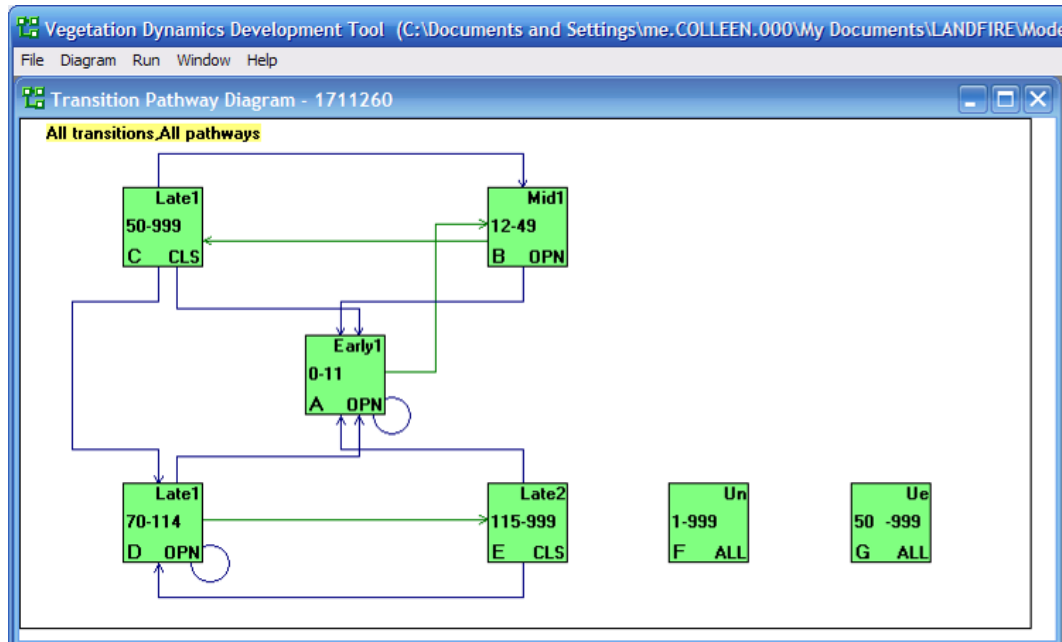 Vegetation Dynamics Development Tool (C:\Documents and Settings\me.COLLEEN.000\My Documents\LANDFIRE\Mode
File Diagram Run Window Help
Transition Pathway Diagram - 1711260
All transitions,All pathways
Late1
50-999
C CLS
Mid1
12-49
B OPN
Early1
0-11
A OPN
Late1
70-114
D OPN
Late2
115-999
E CLS
Un
1-999
F ALL
Ue
50 -999
G ALL